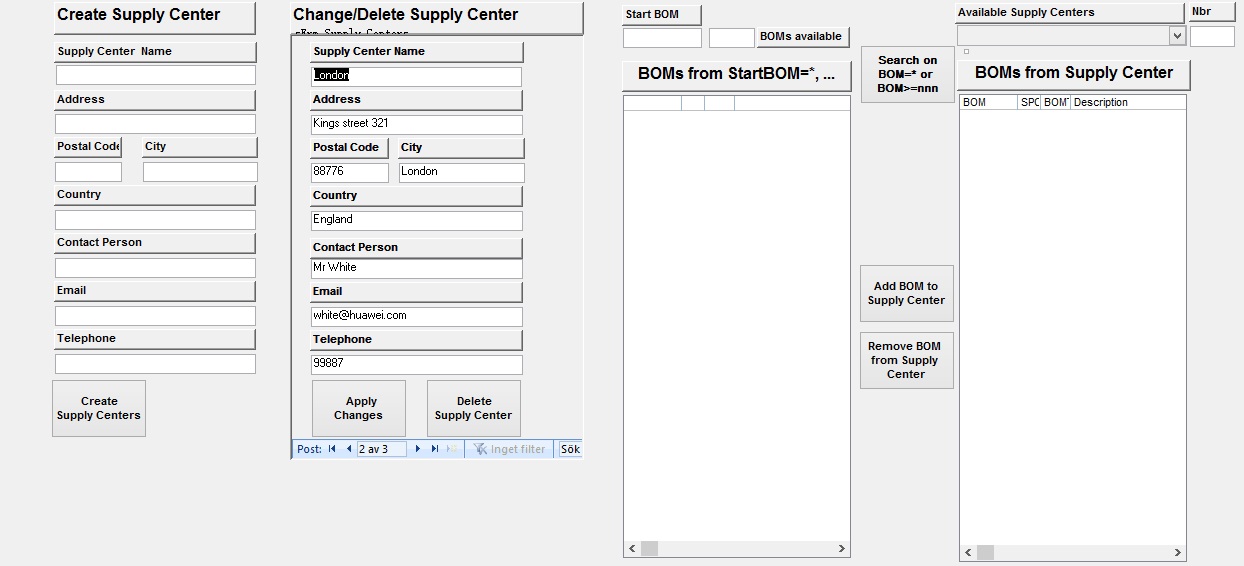 Create Supply Center
Supply Center Name
Address
Postal Code
City
Country
Contact Person
Email
Telephone
Create
Supply Centers
Change/Delete Supply Center
Supply Center Name
London
Address
Kings street 321
Postal Code City
88776 London
Country
England
Contact Person
Mr White
Email
white@huawei.com
Telephone
99887
Apply
Changes
Delete
Supply Center
Post: 2 av 3 Inget filter Sök
Start BOM
BOMs available
BOMs from StartBOM=*, ...
Search on
BOM=* or
BOM>=nnn
Add BOM to
Supply Center
Remove BOM
from Supply
Center
Available Supply Centers
Nbr
BOMs from Supply Center
BOM SPC BOMT Description